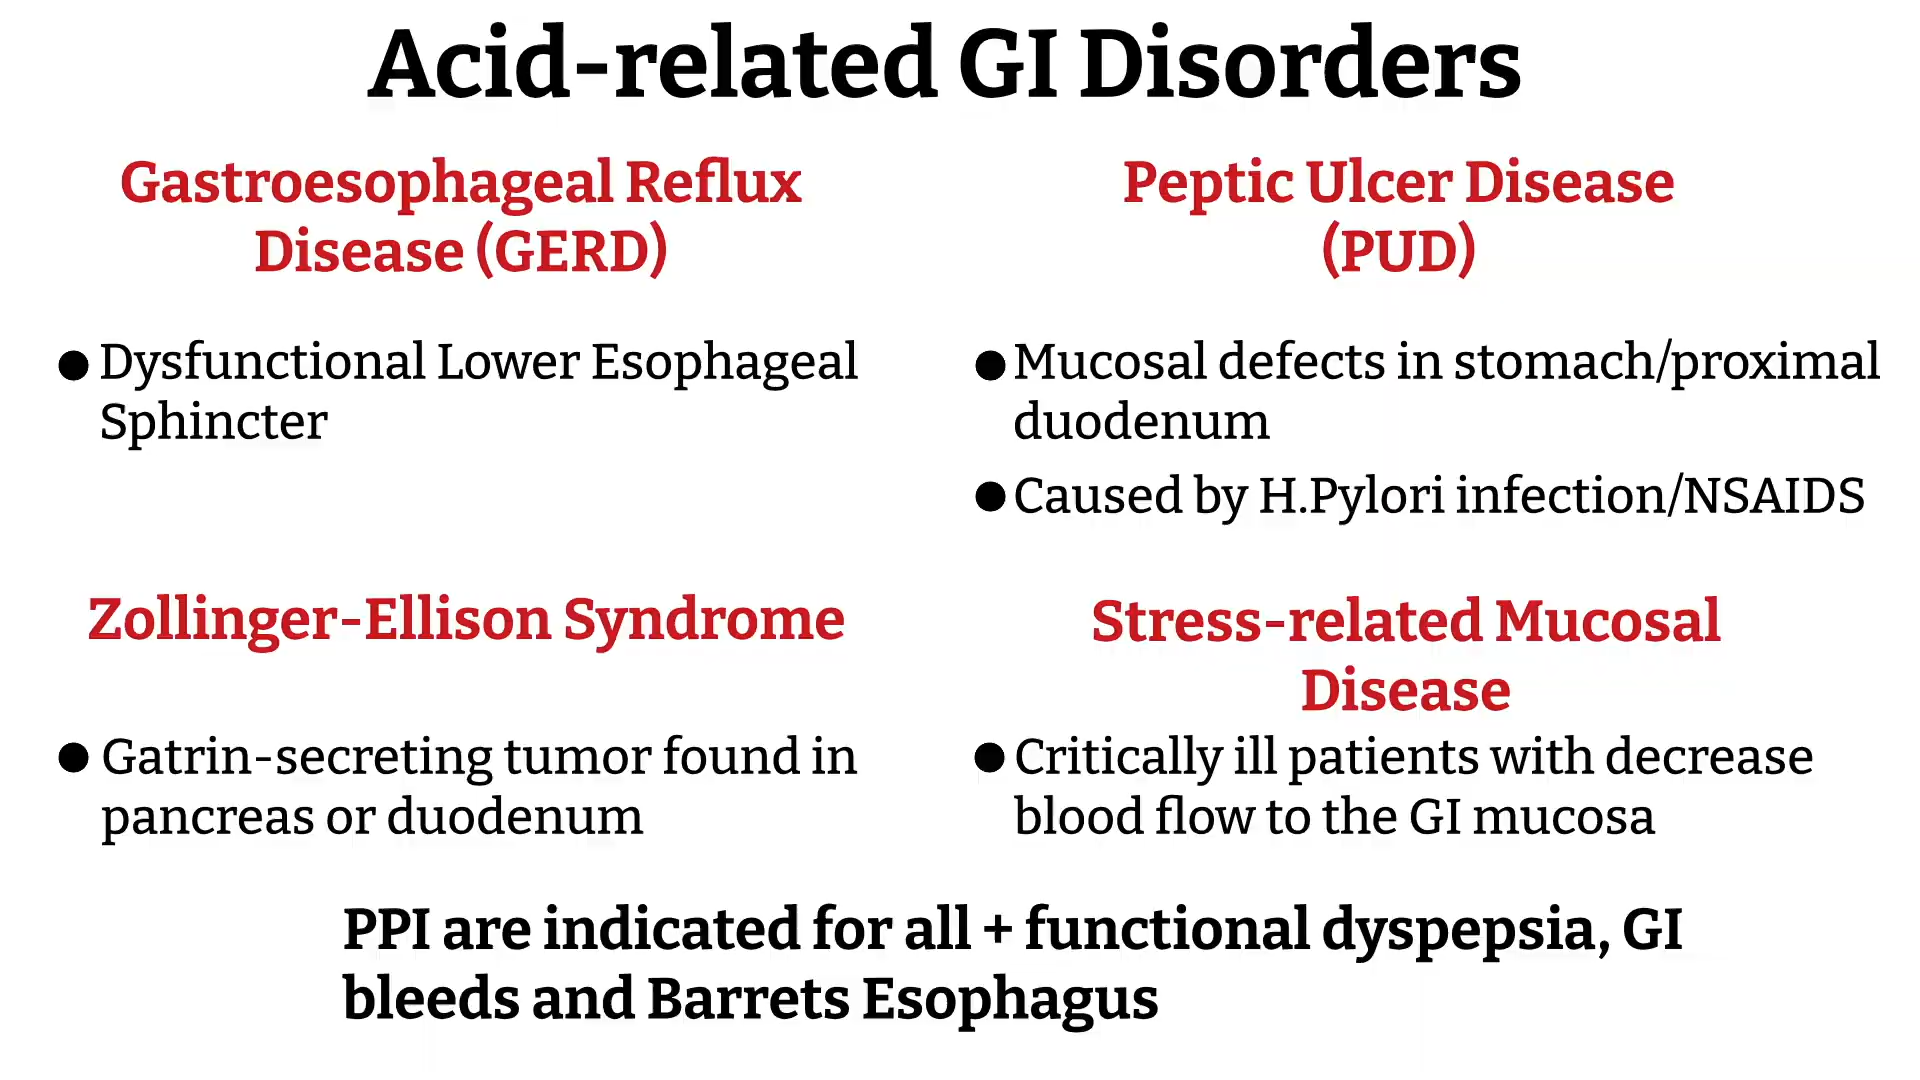 Acid-related GI Disorders
Gastroesophageal Reflux
Disease (GERD)
● Dysfunctional Lower Esophageal
Sphincter
Peptic Ulcer Disease
(PUD)
● Mucosal defects in stomach/proximal
duodenum
● Caused by H.Pylori infection/NSAIDS
Zollinger-Ellison Syndrome
● Gatrin-secreting tumor found in
pancreas or duodenum
Stress-related Mucosal
Disease
● Critically ill patients with decrease
blood flow to the GI mucosa
PPI are indicated for all + functional dyspepsia, GI
bleeds and Barrets Esophagus